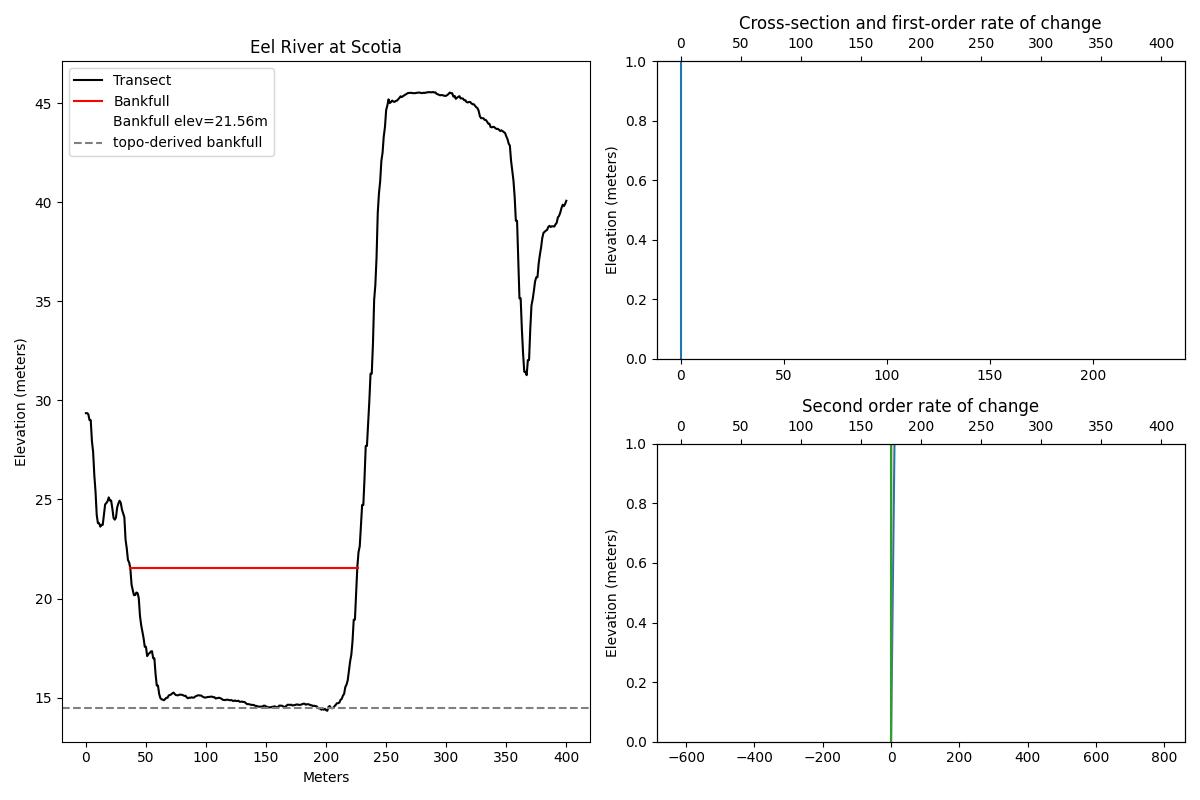 Eel River at Scotia
Transect
Bankfull
Bankfull elev=21.56m
topo-derived bankfull
45
40
35
30
25
20
15
Elevation (meters)
0 50 100 150 200 250 300 350 400
Meters
Cross-section and first-order rate of change
0 50 100 150 200 250 300 350 400
1.0
0.8
0.6
0.4
0.2
0.0
Elevation (meters)
0 50 100 150 200
Second order rate of change
0 50 100 150 200 250 300 350 400
1.0
0.8
0.6
0.4
0.2
0.0
Elevation (meters)
−600 −400 −200 0 200 400 600 800